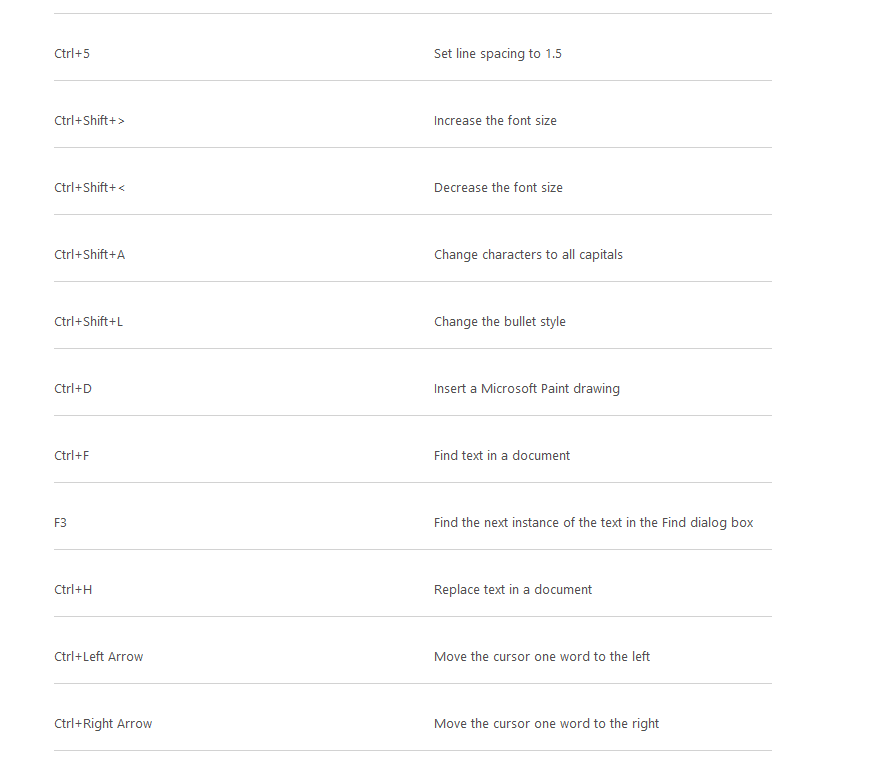 Ctrl+5 Set line spacing to 1.5
Ctrl+Shift+> Increase the font size
Ctrl+Shift+< Decrease the font size
Ctrl+Shift+A Change characters to all capitals
Ctrl+Shift+L Change the bullet style
Ctrl+D Insert a Microsoft Paint drawing
Ctrl+F Find text in a document
F3 Find the next instance of the text in the Find dialog box
Ctrl+H Replace text in a document
Ctrl+Left Arrow Move the cursor one word to the left
Ctrl+Right Arrow Move the cursor one word to the right